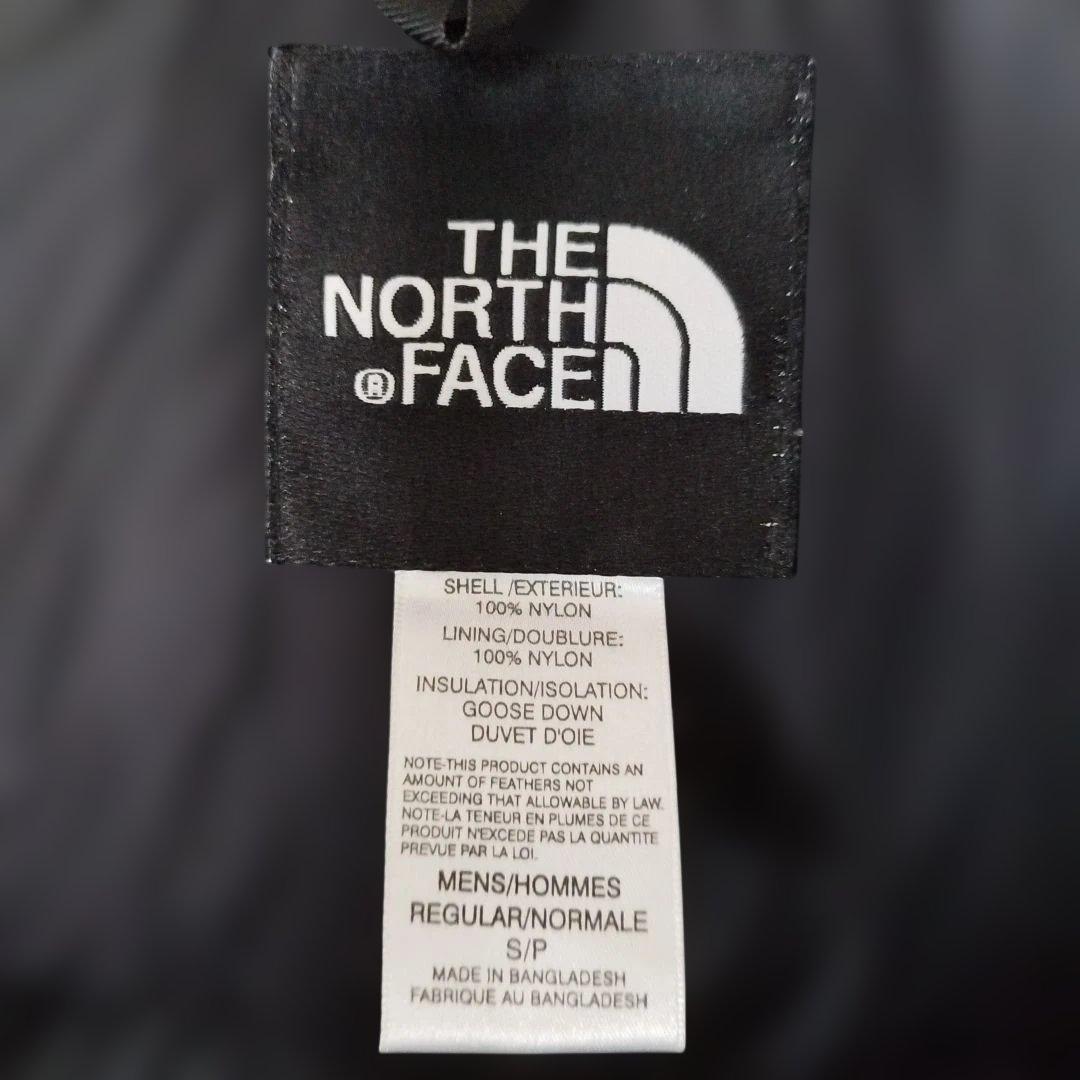 THE
NORTH
®FACE
SHELL /EXTERIEUR:
100% NYLON
LINING/DOUBLURE:
100% NYLON
INSULATION/ISOLATION:
GOOSE DOWN
DUVET D'OIE
NOTE-THIS PRODUCT CONTAINS AN
AMOUNT OF FEATHERS NOT
EXCEEDING THAT ALLOWABLE BY LAW.
NOTE-LA TENEUR EN PLUMES DE CE
PRODUIT N'EXCEDE PAS LA QUANTITE
PREVUE PAR LA LOI.
MENS/HOMMES
REGULAR/NORMALE
S/P
MADE IN BANGLADESH
FABRIQUE AU BANGLADESH